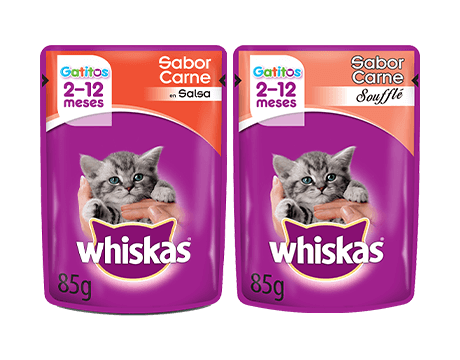 Gatitos
2-12
meses
Sabor
Carne
en Salsa
whiskas®
85g
Gatitos
2-12
meses
Sabor
Carne
Soufflé
whiskas®
85g